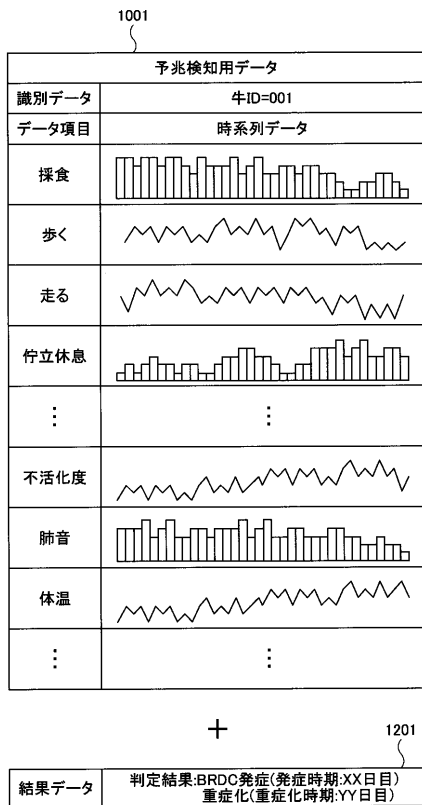 1001
予兆検知用データ
識別データ 牛ID=001
データ項目 時系列データ
採食
歩く
走る
佇立休息
⋮ ⋮
不活化度
肺音
体温
⋮ ⋮
+
1201
結果データ 判定結果:BRDC発症(発症時期:XX日目)
重症化(重症化時期:YY日目)